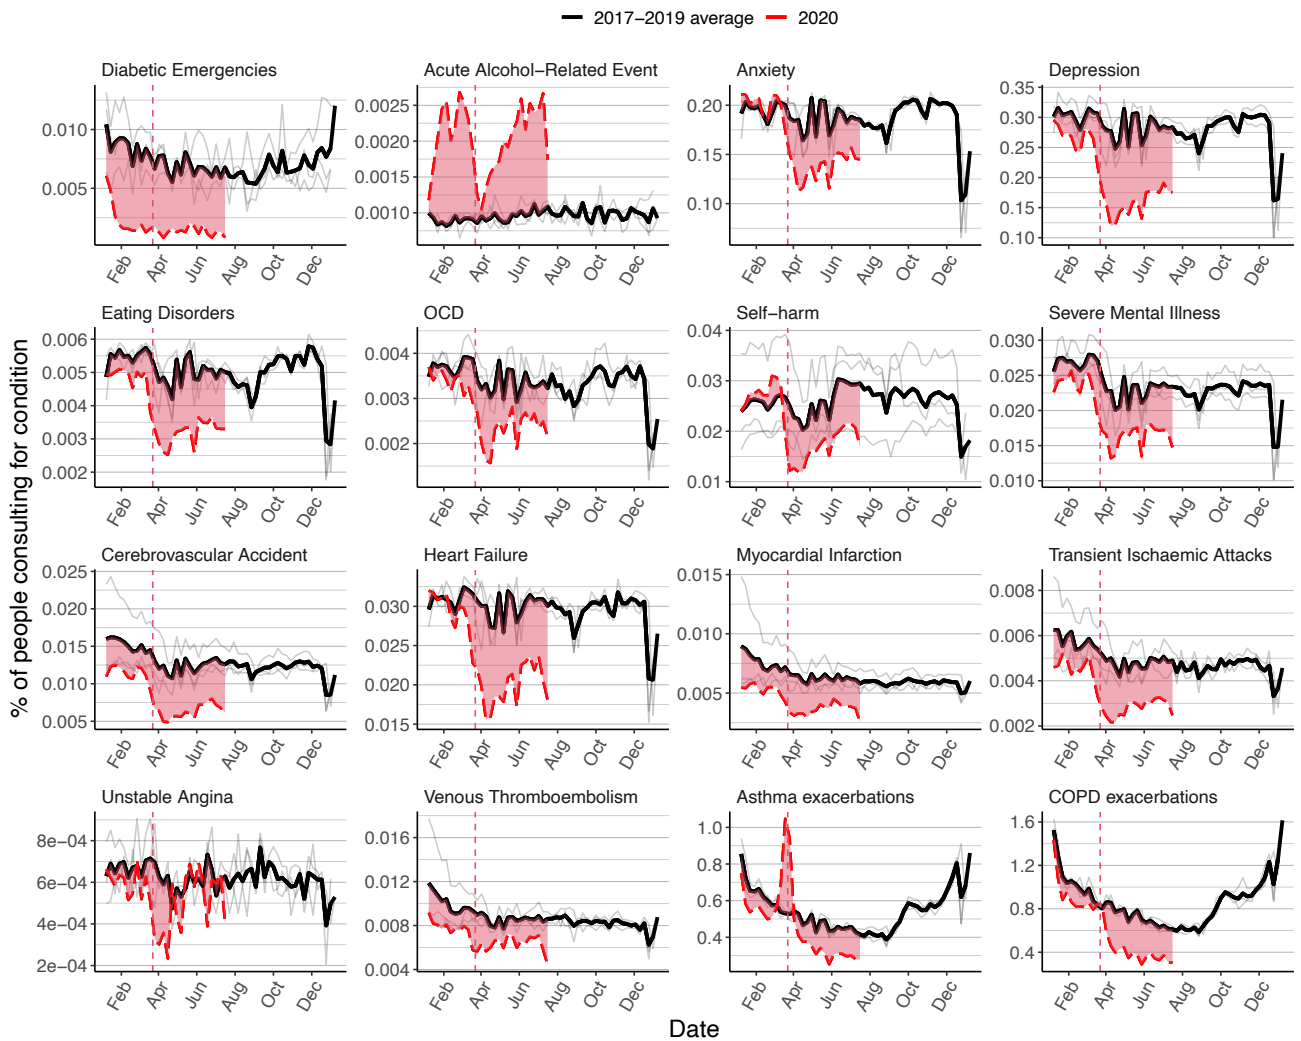 2017−2019 average 2020
% of people consulting for condition
Diabetic Emergencies
0.010
0.005
Feb Apr Jun Aug Oct Dec
Acute Alcohol−Related Event
0.0025
0.0020
0.0015
0.0010
Feb Apr Jun Aug Oct Dec
Anxiety
0.20
0.15
0.10
Feb Apr Jun Aug Oct Dec
Depression
0.35
0.30
0.25
0.20
0.15
0.10
Feb Apr Jun Aug Oct Dec
Eating Disorders
0.006
0.005
0.004
0.003
0.002
Feb Apr Jun Aug Oct Dec
OCD
0.004
0.003
0.002
Feb Apr Jun Aug Oct Dec
Self−harm
0.04
0.03
0.02
0.01
Feb Apr Jun Aug Oct Dec
Severe Mental Illness
0.030
0.025
0.020
0.015
0.010
Feb Apr Jun Aug Oct Dec
Cerebrovascular Accident
0.025
0.020
0.015
0.010
0.005
Feb Apr Jun Aug Oct Dec
Heart Failure
0.030
0.025
0.020
0.015
Feb Apr Jun Aug Oct Dec
Myocardial Infarction
0.015
0.010
0.005
Feb Apr Jun Aug Oct Dec
Transient Ischaemic Attacks
0.008
0.006
0.004
0.002
Feb Apr Jun Aug Oct Dec
Unstable Angina
8e−04
6e−04
4e−04
2e−04
Feb Apr Jun Aug Oct Dec
Venous Thromboembolism
0.016
0.012
0.008
0.004
Feb Apr Jun Aug Oct Dec
Asthma exacerbations
1.0
0.8
0.6
0.4
Feb Apr Jun Aug Oct Dec
COPD exacerbations
1.6
1.2
0.8
0.4
Feb Apr Jun Aug Oct Dec
Date